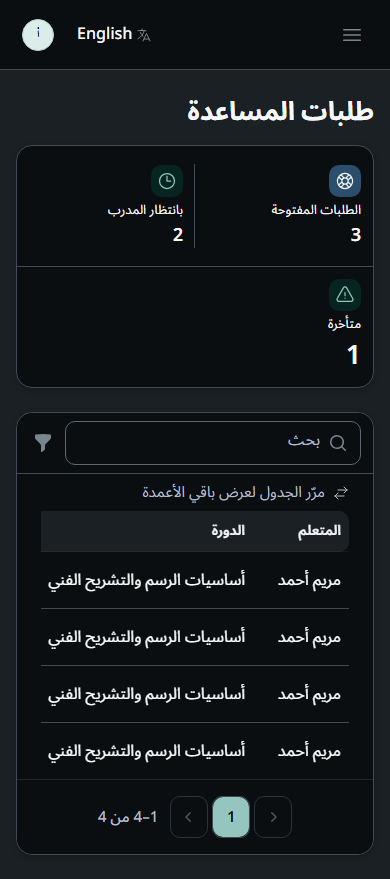 English
i
طلبات المساعدة
الطلبات المفتوحة
3
بانتظار المدرب
2
متأخرة
1
بحث
مرّر الجدول لعرض باقي الأعمدة
المتعلم الدورة
مريم أحمد أساسيات الرسم والتشريح الفني
مريم أحمد أساسيات الرسم والتشريح الفني
مريم أحمد أساسيات الرسم والتشريح الفني
مريم أحمد أساسيات الرسم والتشريح الفني
1
1–4 من 4